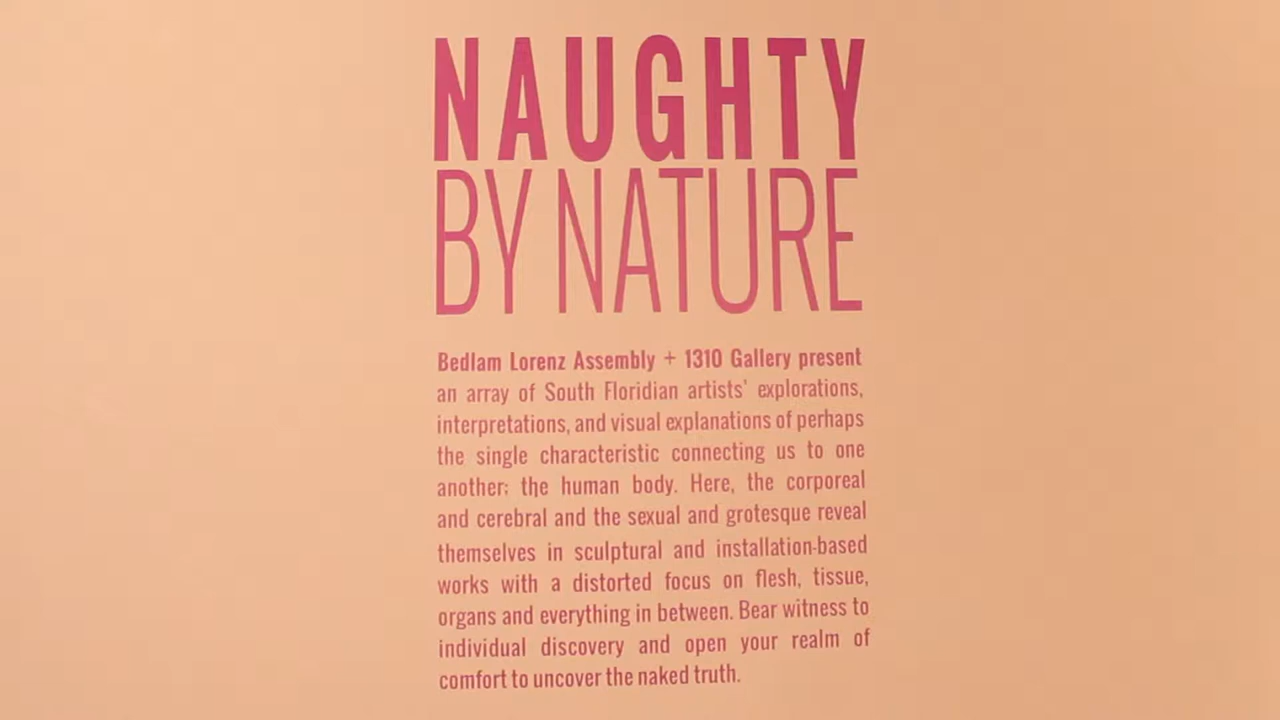 NAUGHTY
BY NATURE
Bedlam Lorenz Assembly + 1310 Gallery present
an array of South Floridian artists' explorations,
interpretations, and visual explanations of perhaps
the single characteristic connecting us to one
another: the human body. Here, the corporeal
and cerebral and the sexual and grotesque reveal
themselves in sculptural and installation-based
works with a distorted focus on flesh, tissue,
organs and everything in between. Bear witness to
individual discovery and open your realm of
comfort to uncover the naked truth.